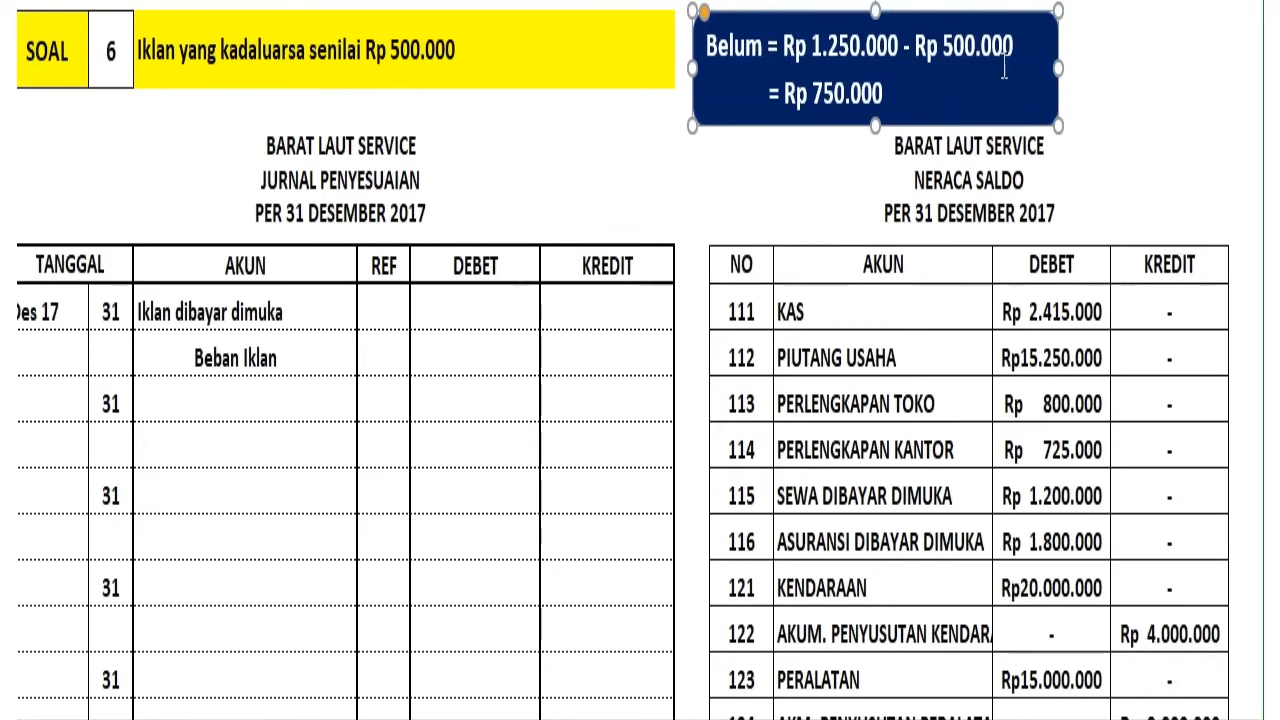 SOAL 6 Iklan yang kadaluarsa senilai Rp 500.000
Belum = Rp 1.250.000 - Rp 500.000
= Rp 750.000
BARAT LAUT SERVICE
JURNAL PENYESUAIAN
PER 31 DESEMBER 2017
TANGGAL AKUN REF DEBET KREDIT
Des 17 31 Iklan dibayar dimuka
Beban Iklan
31
31
31
31
BARAT LAUT SERVICE
NERACA SALDO
PER 31 DESEMBER 2017
NO AKUN DEBET KREDIT
111 KAS Rp 2.415.000 -
112 PIUTANG USAHA Rp15.250.000 -
113 PERLENGKAPAN TOKO Rp 800.000 -
114 PERLENGKAPAN KANTOR Rp 725.000 -
115 SEWA DIBAYAR DIMUKA Rp 1.200.000 -
116 ASURANSI DIBAYAR DIMUKA Rp 1.800.000 -
121 KENDARAAN Rp20.000.000 -
122 AKUM. PENYUSUTAN KENDARA - Rp 4.000.000
123 PERALATAN Rp15.000.000 -